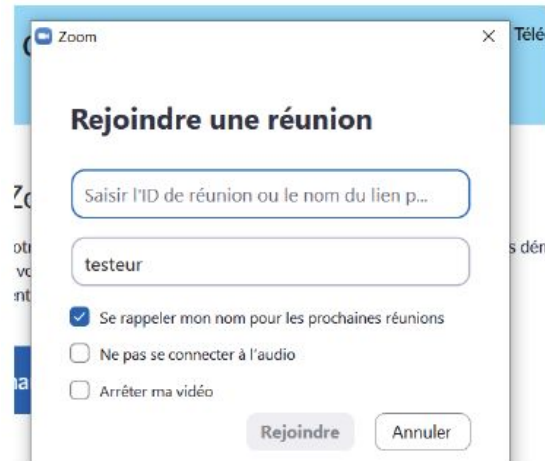 Zoom
Rejoindre une réunion
Saisir l'ID de réunion ou le nom du lien p...
testeur
Se rappeler mon nom pour les prochaines réunions
Ne pas se connecter à l'audio
Arrêter ma vidéo
Rejoindre Annuler